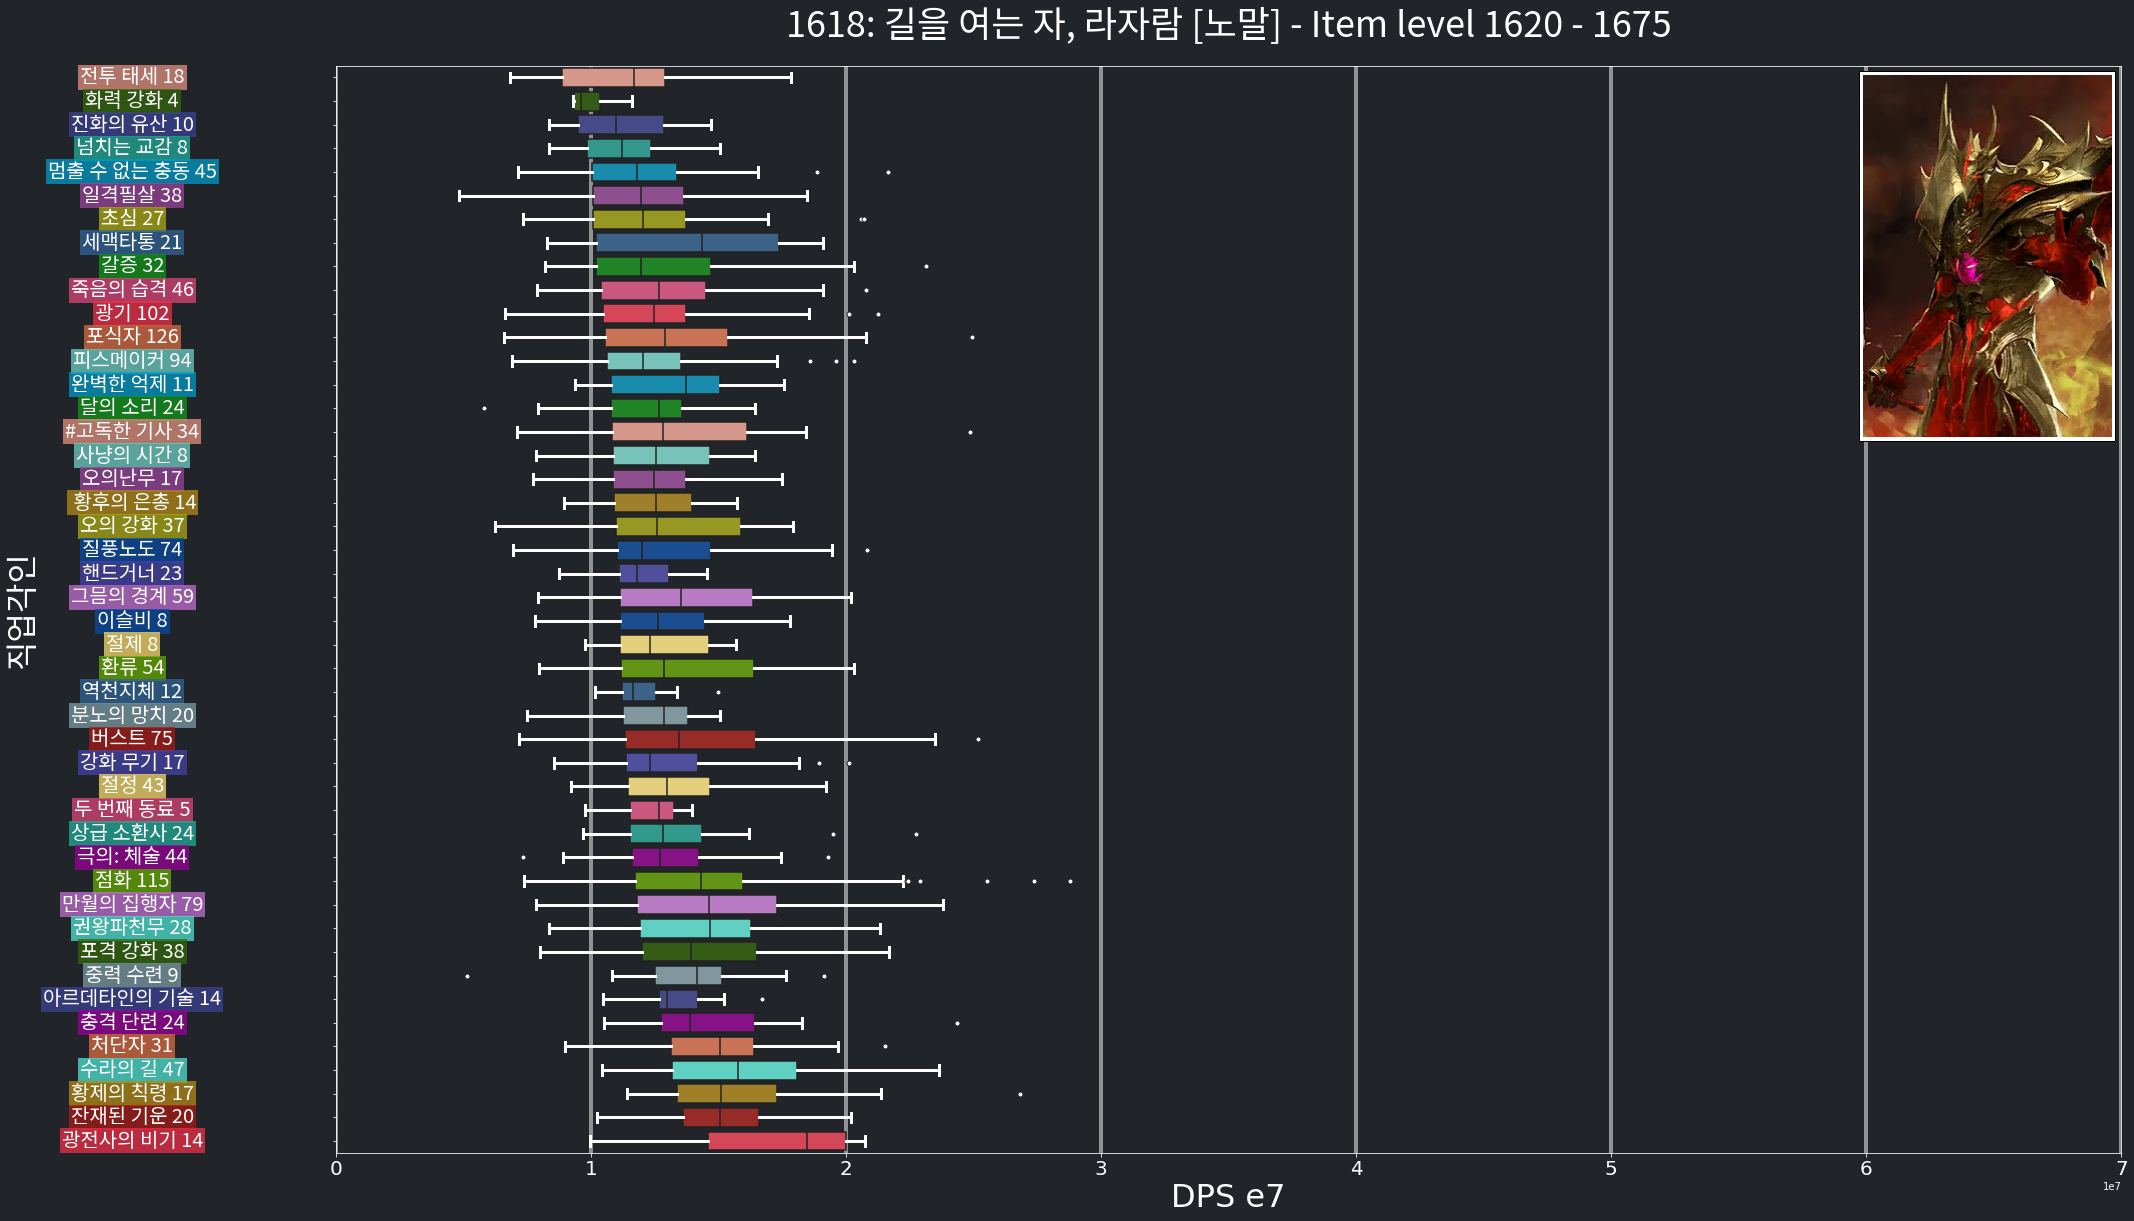 1618: 길을 여는 자, 라자람 [노말] - Item level 1620 - 1675
직업각인
전투 태세 18
화력 강화 4
진화의 유산 10
넘치는 교감 8
멈출 수 없는 충동 45
일격필살 38
초심 27
세맥타통 21
갈증 32
죽음의 습격 46
광기 102
포식자 126
피스메이커 94
완벽한 억제 11
달의 소리 24
#고독한 기사 34
사냥의 시간 8
오의난무 17
황후의 은총 14
오의 강화 37
질풍노도 74
핸드거너 23
그믐의 경계 59
이슬비 8
절제 8
환류 54
역천지체 12
분노의 망치 20
버스트 75
강화 무기 17
절정 43
두 번째 동료 5
상급 소환사 24
극의: 체술 44
점화 115
만월의 집행자 79
권왕파천무 28
포격 강화 38
중력 수련 9
아르데타인의 기술 14
충격 단련 24
처단자 31
수라의 길 47
황제의 칙령 17
잔재된 기운 20
광전사의 비기 14
0 1 2 3 4 5 6 7
1e7
DPS e7